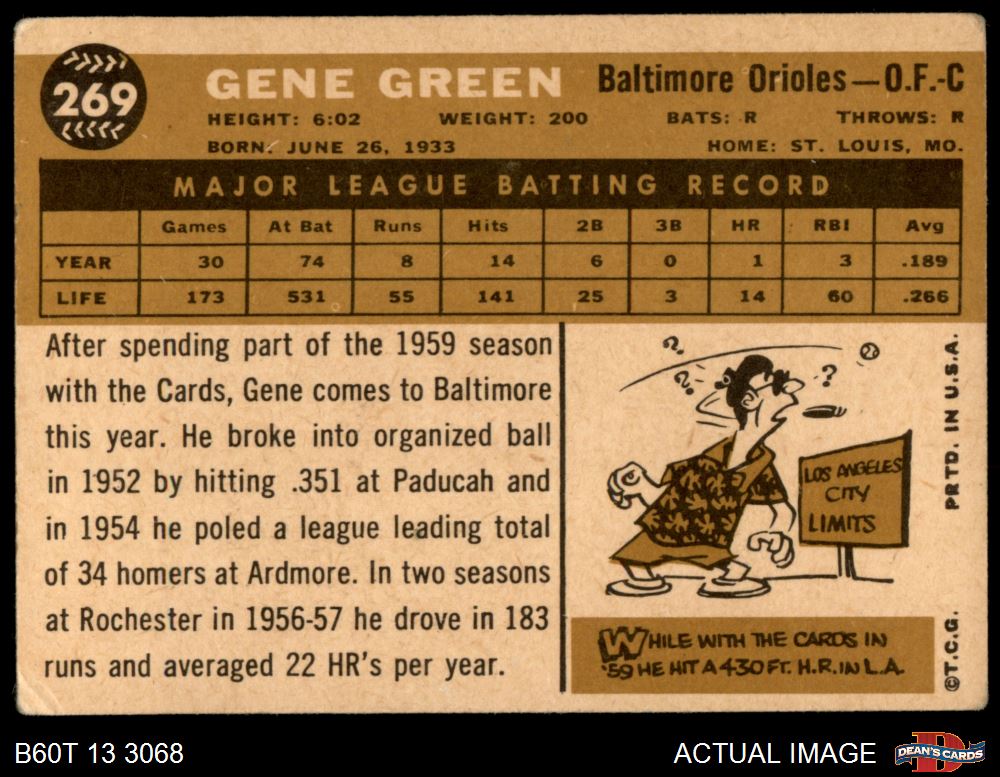 269
GENE GREEN
Baltimore Orioles—O.F.-C
HEIGHT: 6:02 WEIGHT: 200 BATS: R THROWS: R
BORN: JUNE 26, 1933 HOME: ST. LOUIS, MO.
MAJOR LEAGUE BATTING RECORD
Games At Bat Runs Hits 2B 3B HR RBI Avg
YEAR 30 74 8 14 6 0 1 3 .189
LIFE 173 531 55 141 25 3 14 60 .266
After spending part of the 1959 season
with the Cards, Gene comes to Baltimore
this year. He broke into organized ball
in 1952 by hitting .351 at Paducah and
in 1954 he poled a league leading total
of 34 homers at Ardmore. In two seasons
at Rochester in 1956-57 he drove in 183
runs and averaged 22 HR's per year.
? ? ?
LOS ANGELES
CITY
LIMITS
WHILE WITH THE CARDS IN
'59 HE HIT A 430 FT. H.R. IN L.A.
©T.C.G. PRTD. IN U.S.A.
B60T 13 3068
ACTUAL IMAGE
DEAN'S CARDS